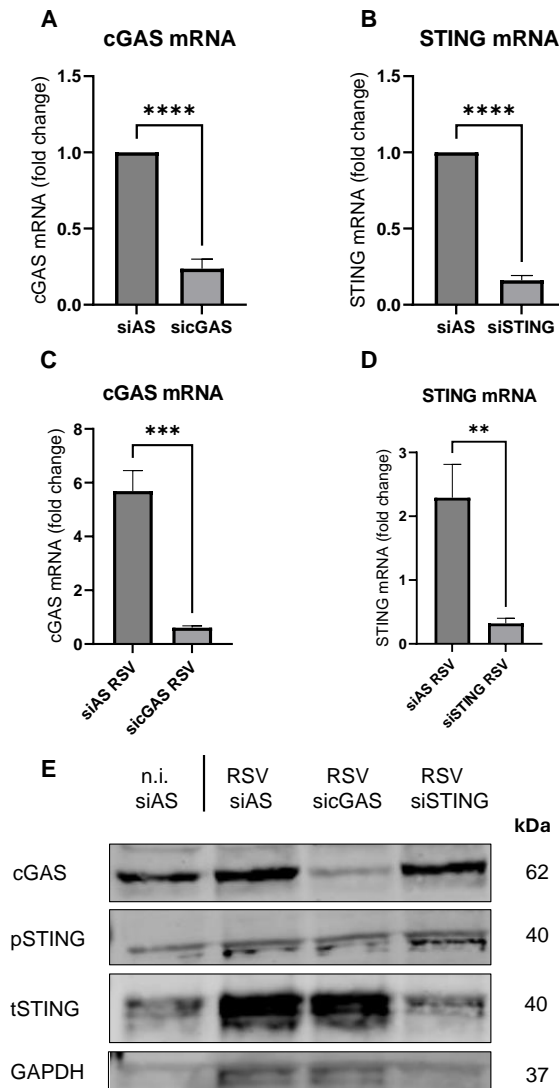 A
cGAS mRNA
cGAS mRNA (fold change)
1.5
1.0
0.5
0.0
****
siAS
sicGAS
B
STING mRNA
STING mRNA (fold change)
1.5
1.0
0.5
0.0
****
siAS
siSTING
C
cGAS mRNA
cGAS mRNA (fold change)
8
6
4
2
0
***
siAS RSV
sicGAS RSV
D
STING mRNA
STING mRNA (fold change)
3
2
1
0
**
siAS RSV
siSTING RSV
E
n.i. RSV RSV RSV
siAS siAS sicGAS siSTING
kDa
cGAS 62
pSTING 40
tSTING 40
GAPDH 37